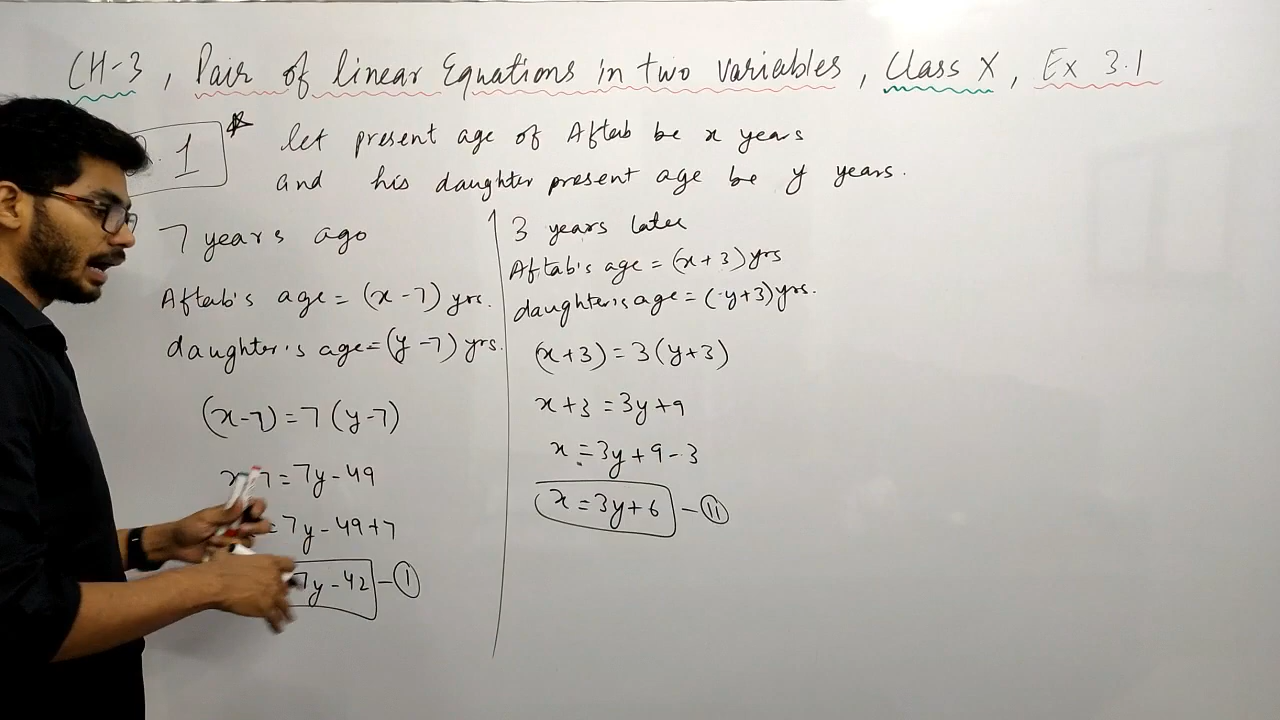 CH-3, Pair of linear Equations in two variables, Class X, Ex 3.1
. 1
let present age of Aftab be x years
and his daughter present age be y years.
7 years ago
Aftab's age = (x-7) yrs.
daughter's age = (y-7) yrs.
(x-7) = 7(y-7)
x 7 = 7y - 49
= 7y - 49 + 7
7y - 42 - (I)
3 years later
Aftab's age = (x+3) yrs
daughter's age = (y+3) yrs.
(x+3) = 3(y+3)
x+3 = 3y+9
x = 3y+9-3
x = 3y+6 - (II)